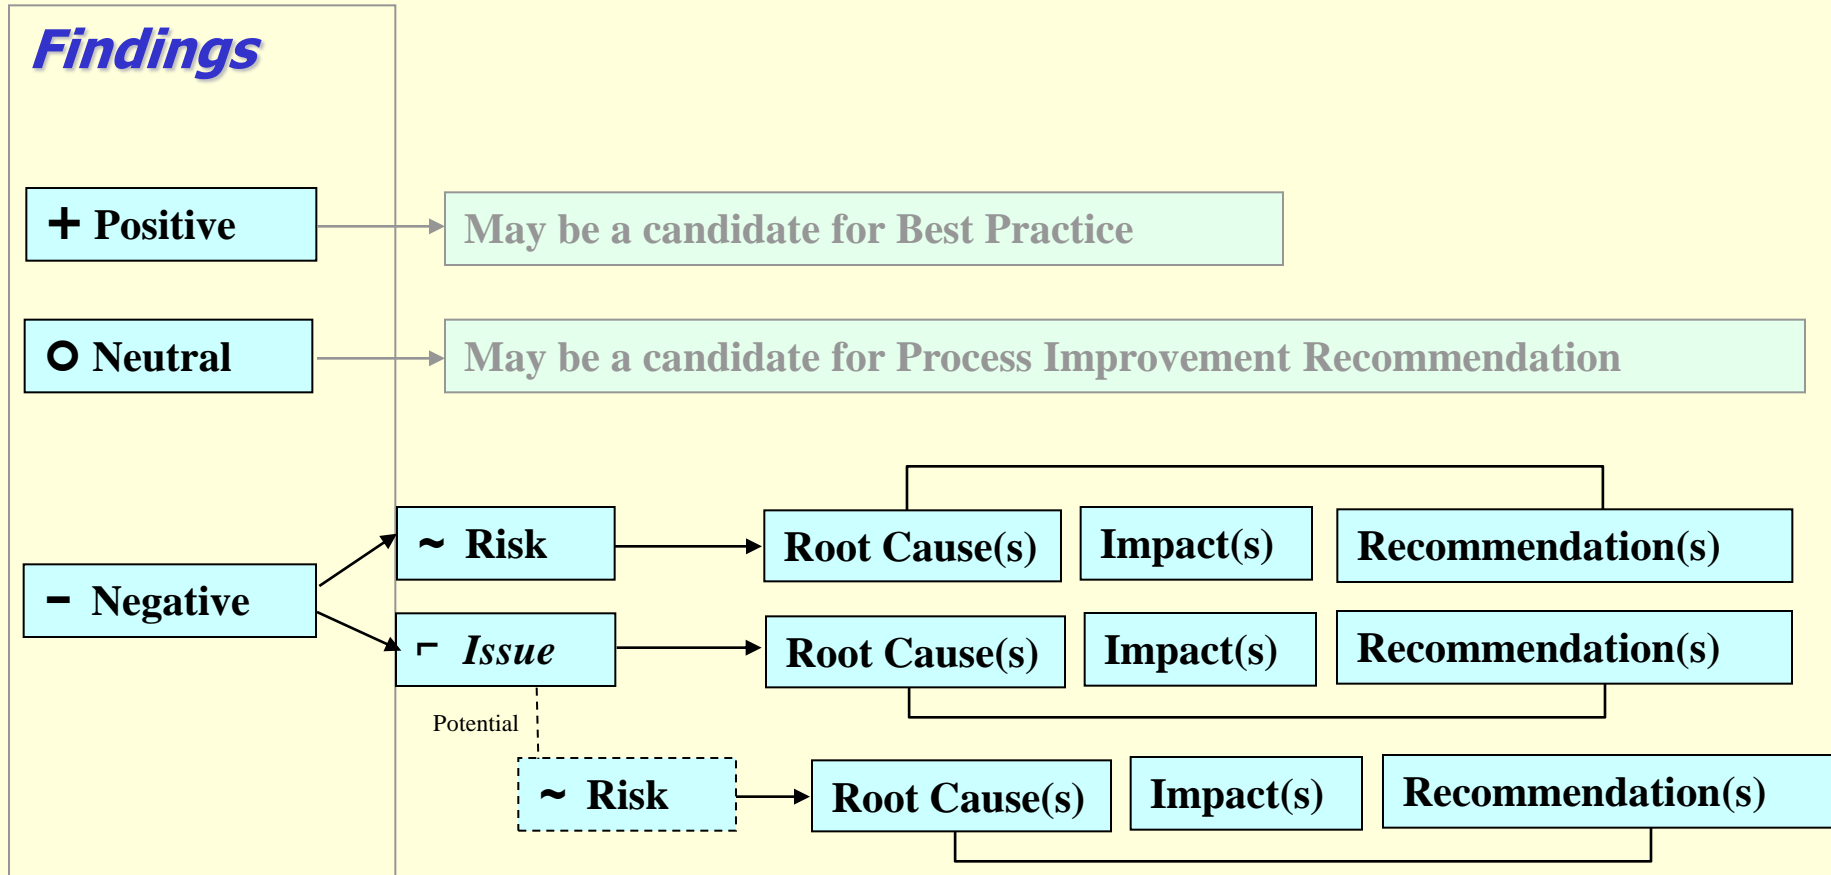 Findings
+ Positive
May be a candidate for Best Practice
O Neutral
May be a candidate for Process Improvement Recommendation
~ Risk
Root Cause(s)
Impact(s)
Recommendation(s)
– Negative
⌐ Issue
Root Cause(s)
Impact(s)
Recommendation(s)
Potential
~ Risk
Root Cause(s)
Impact(s)
Recommendation(s)